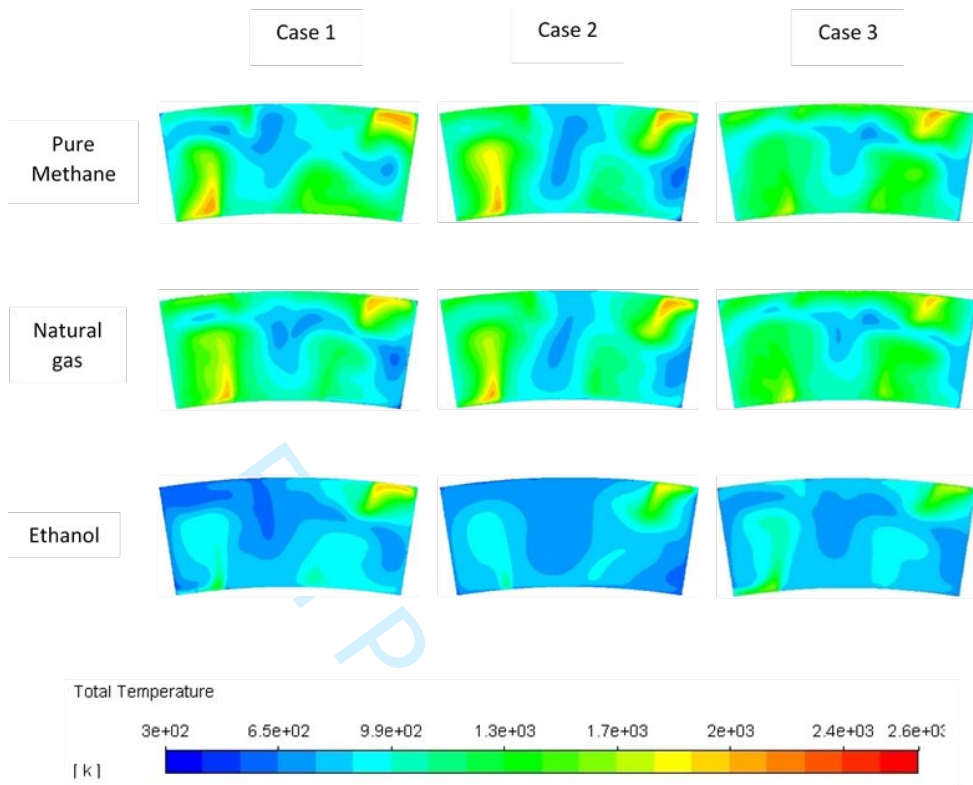 Case 1
Case 2
Case 3
Pure
Methane
Natural
gas
Ethanol
Total Temperature
3e+02 6.5e+02 9.9e+02 1.3e+03 1.7e+03 2e+03 2.4e+03 2.6e+03
[k]